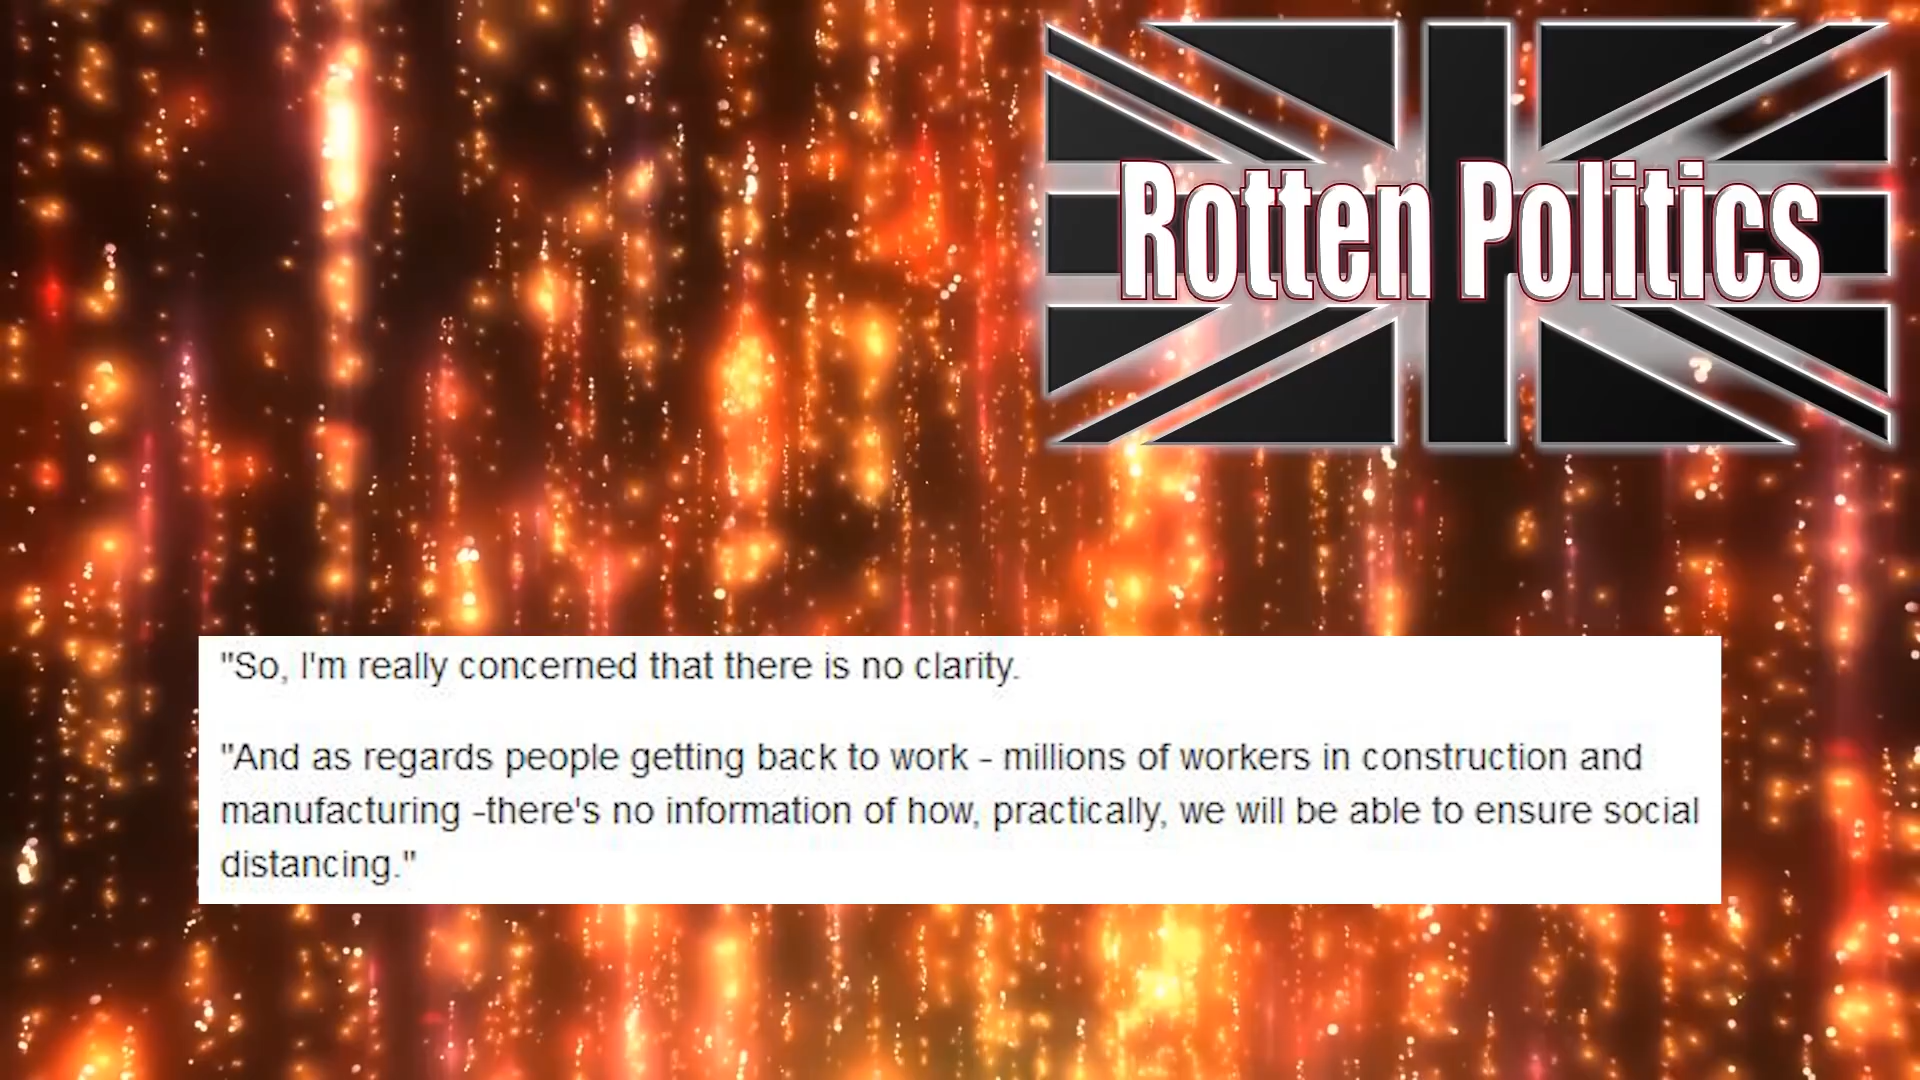 Rotten Politics
"So, I'm really concerned that there is no clarity.
"And as regards people getting back to work - millions of workers in construction and
manufacturing -there's no information of how, practically, we will be able to ensure social
distancing."